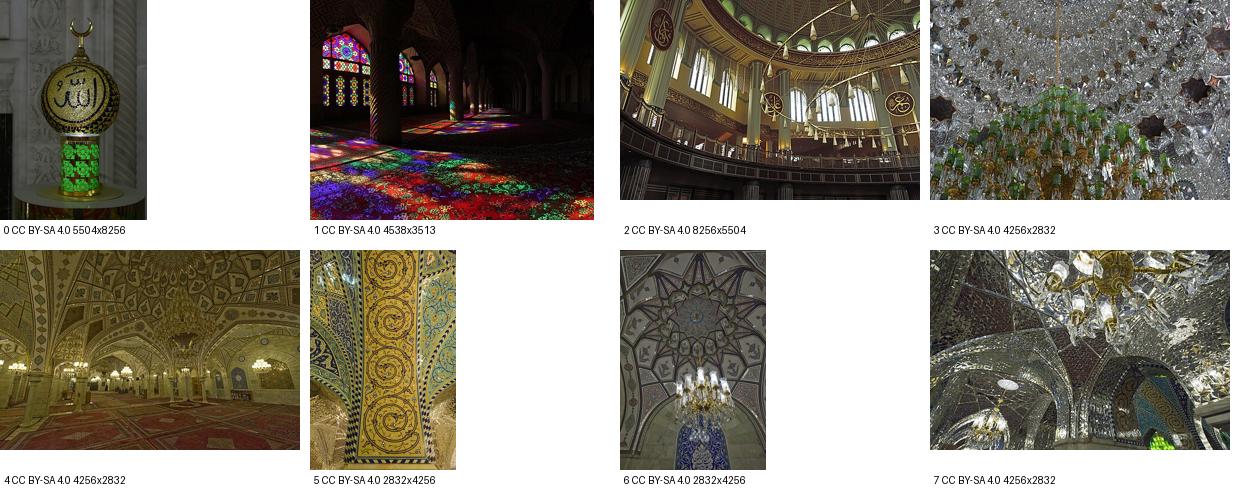 الله
0 CC BY-SA 4.0 5504x8256
1 CC BY-SA 4.0 4538x3513
2 CC BY-SA 4.0 8256x5504
3 CC BY-SA 4.0 4256x2832
4 CC BY-SA 4.0 4256x2832
5 CC BY-SA 4.0 2832x4256
6 CC BY-SA 4.0 2832x4256
7 CC BY-SA 4.0 4256x2832